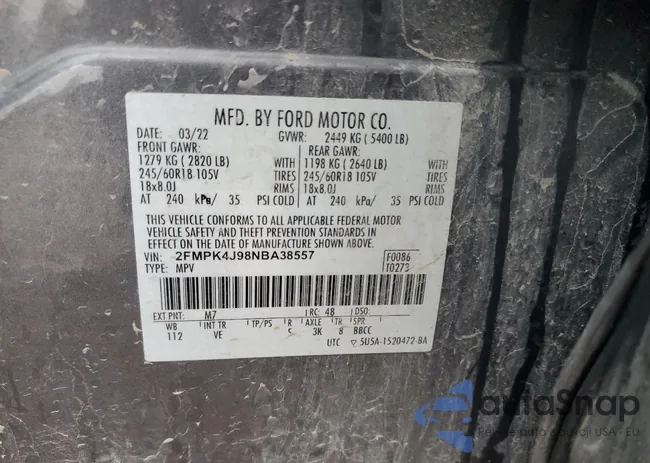 MFD. BY FORD MOTOR CO.
DATE: 03/22 GVWR: 2449 KG ( 5400 LB)
FRONT GAWR: REAR GAWR:
1279 KG ( 2820 LB) WITH 1198 KG ( 2640 LB) WITH
245/60R18 105V TIRES 245/60R18 105V TIRES
18x8.0J RIMS 18x8.0J RIMS
AT 240 kPa/ 35 PSI COLD AT 240 kPa/ 35 PSI COLD
THIS VEHICLE CONFORMS TO ALL APPLICABLE FEDERAL MOTOR
VEHICLE SAFETY AND THEFT PREVENTION STANDARDS IN
EFFECT ON THE DATE OF MANUFACTURE SHOWN ABOVE.
VIN: 2FMPK4J98NBA38557 F0086
TYPE: MPV T0273
EXT PNT: M7 RC: 48 DSO:
WB INT TR TP/PS R AXLE TR SPR
112 VE S 3K 8 BBCC
UTC ▽ 5U5A-1520472-BA
autoSnap
USA - EU